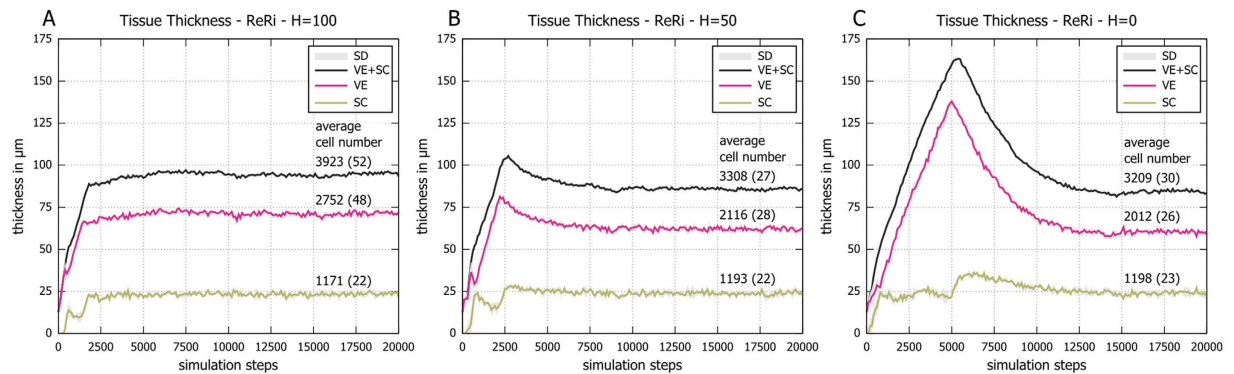 A
Tissue Thickness - ReRi - H=100
thickness in µm
175
150
125
100
75
50
25
0
SD
VE+SC
VE
SC
average
cell number
3923 (52)
2752 (48)
1171 (22)
0 2500 5000 7500 10000 12500 15000 17500 20000
simulation steps
B
Tissue Thickness - ReRi - H=50
thickness in µm
175
150
125
100
75
50
25
0
SD
VE+SC
VE
SC
average
cell number
3308 (27)
2116 (28)
1193 (22)
0 2500 5000 7500 10000 12500 15000 17500 20000
simulation steps
C
Tissue Thickness - ReRi - H=0
thickness in µm
175
150
125
100
75
50
25
0
SD
VE+SC
VE
SC
average
cell number
3209 (30)
2012 (26)
1198 (23)
0 2500 5000 7500 10000 12500 15000 17500 20000
simulation steps